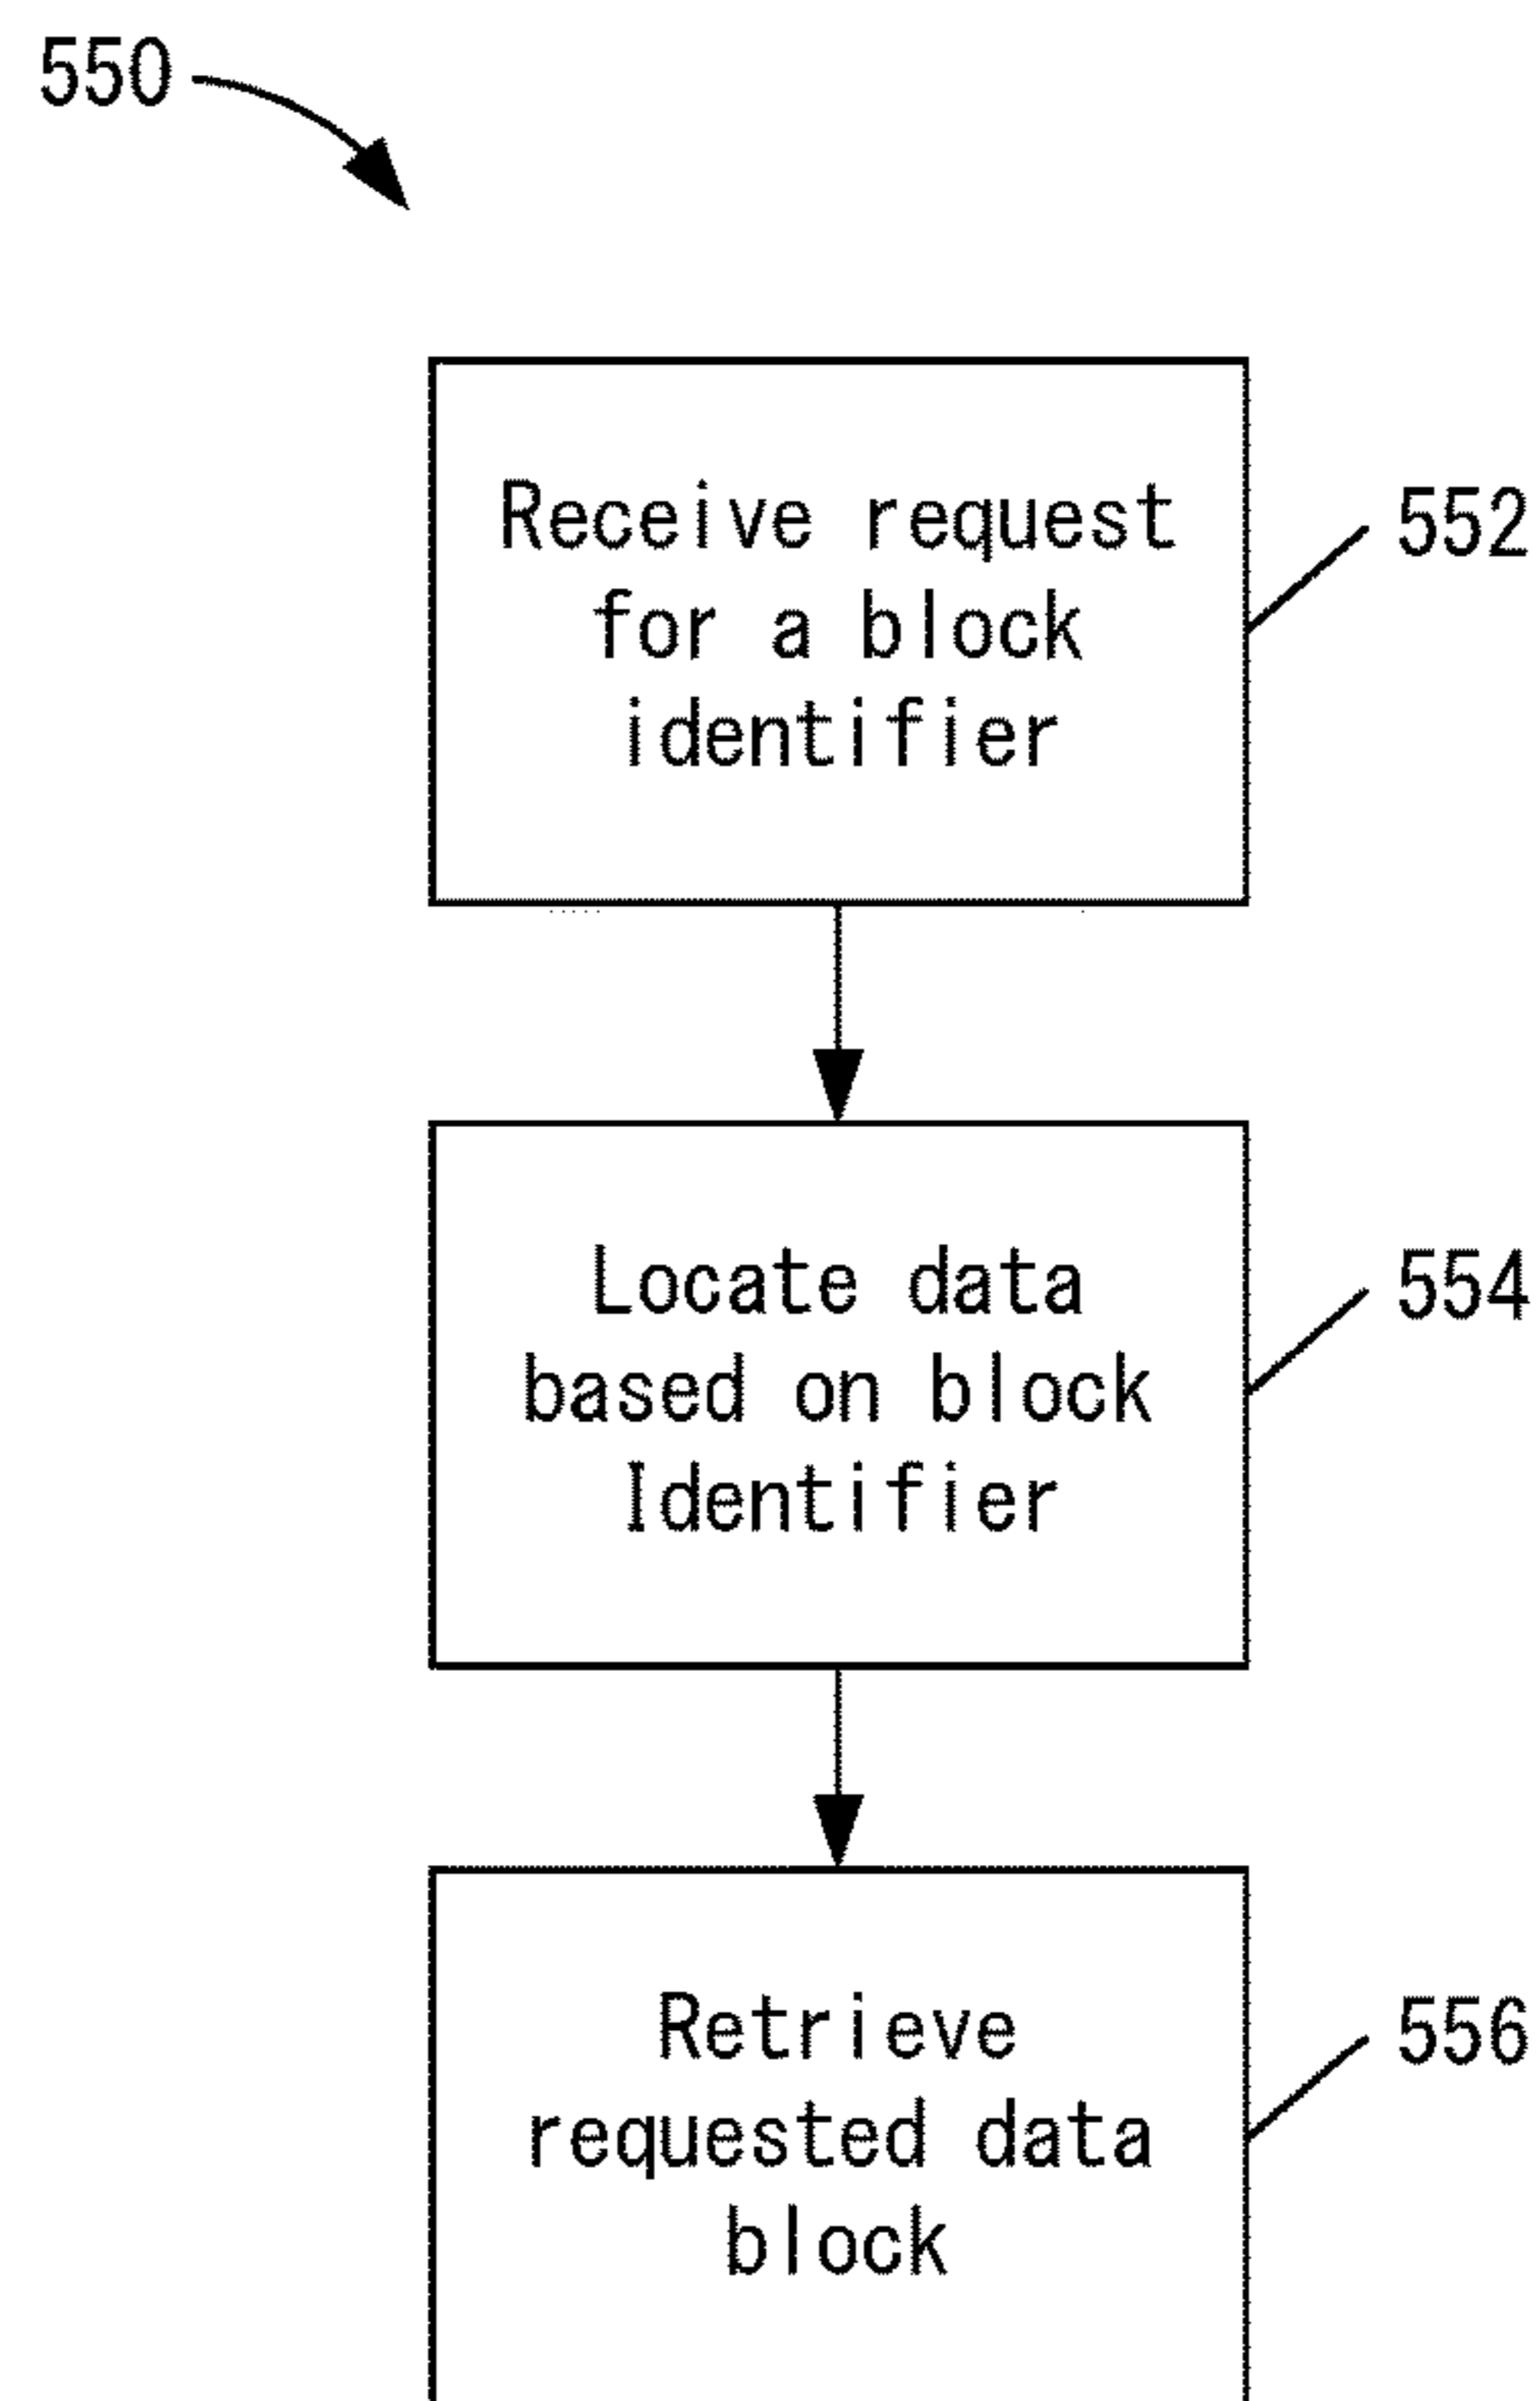 550
Receive request
for a block
identifier
552
Locate data
based on block
Identifier
554
Retrieve
requested data
block
556